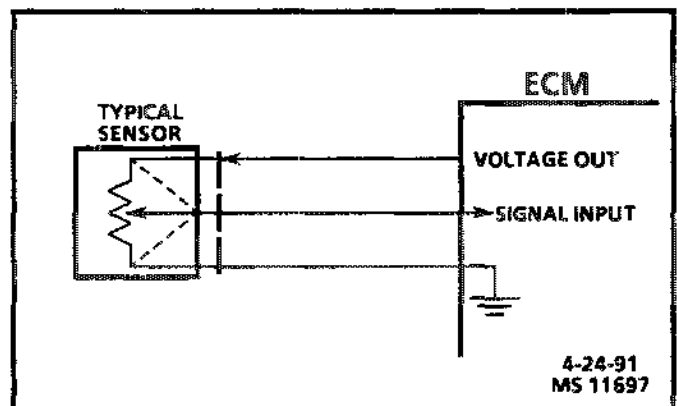 ECM
TYPICAL
SENSOR
VOLTAGE OUT
SIGNAL INPUT
4-24-91
MS 11697